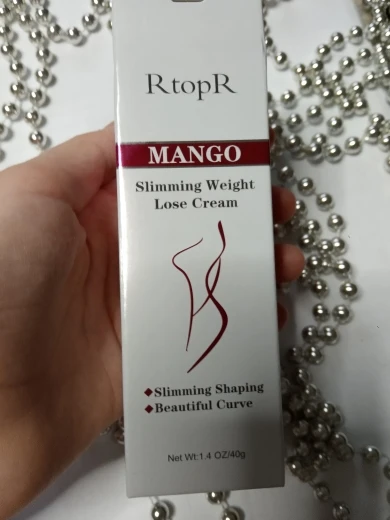 RtopR
MANGO
Slimming Weight
Lose Cream
◆Slimming Shaping
◆Beautiful Curve
Net Wt:1.4 OZ/40g